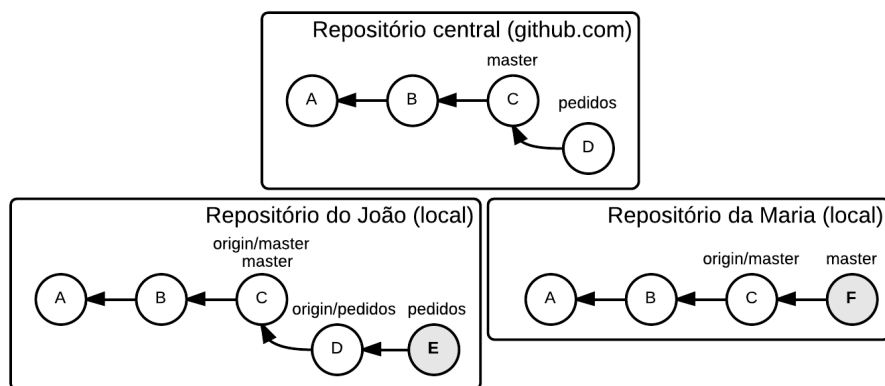 Repositório central (github.com)
master
A
B
C
pedidos
D
Repositório do João (local)
origin/master
master
A
B
C
origin/pedidos
pedidos
D
E
Repositório da Maria (local)
origin/master
master
A
B
C
F